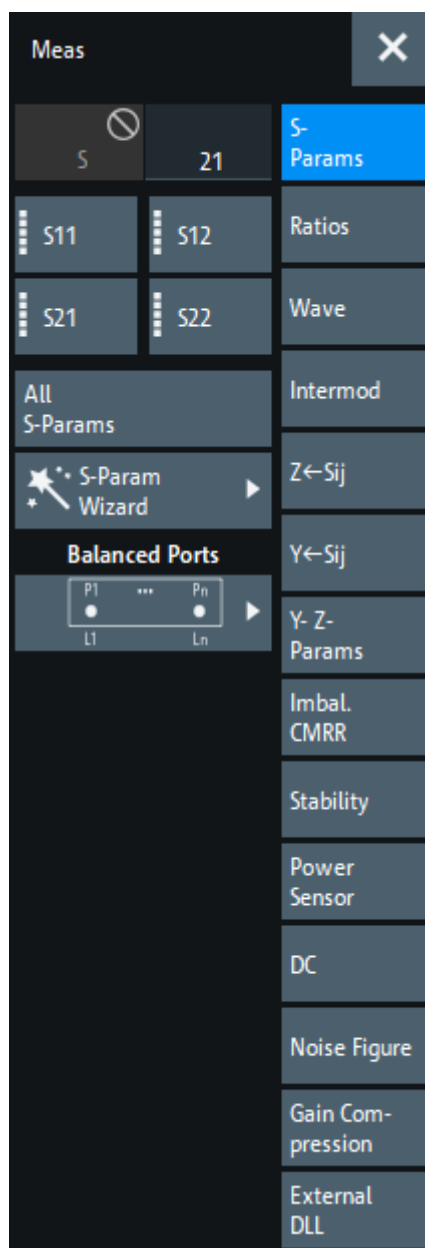 Meas
S
21
S11
S12
S21
S22
All
S-Params
S-Param
Wizard
Balanced Ports
P1 ... Pn
L1 Ln
S-
Params
Ratios
Wave
Intermod
Z←Sij
Y←Sij
Y- Z-
Params
Imbal.
CMRR
Stability
Power
Sensor
DC
Noise Figure
Gain Com-
pression
External
DLL